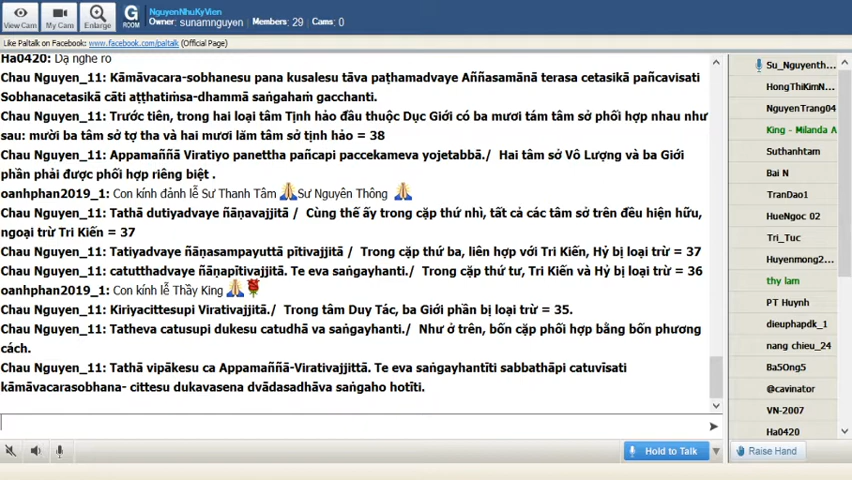 View Cam
My Cam
Enlarge
G
ROOM
NguyenNhuKyVien
Owner: sunamnguyen Members: 29 Cams: 0
Like Paltalk on Facebook: www.facebook.com/paltalk (Official Page)
Ha0420: Dạ nghe rõ
Chau Nguyen_11: Kāmāvacara-sobhanesu pana kusalesu tāva paṭhamadvaye Aññasamānā terasa cetasikā pañcavisati
Sobhanacetasikā cāti aṭṭhatiṁsa-dhammā saṅgahaṁ gacchanti.
Chau Nguyen_11: Trước tiên, trong hai loại tâm Tịnh hảo đầu thuộc Dục Giới có ba mươi tám tâm sở phối hợp nhau như
sau: mười ba tâm sở tợ tha và hai mươi lăm tâm sở tịnh hảo = 38
Chau Nguyen_11: Appamaññā Viratiyo panettha pañcapi paccekameva yojetabbā./ Hai tâm sở Vô Lượng và ba Giới
phần phải được phối hợp riêng biệt .
oanhphan2019_1: Con kính đảnh lễ Sư Thanh Tâm Sư Nguyên Thông
Chau Nguyen_11: Tathā dutiyadvaye ñāṇavajjitā / Cùng thế ấy trong cặp thứ nhì, tất cả các tâm sở trên đều hiện hữu,
ngoại trừ Tri Kiến = 37
Chau Nguyen_11: Tatiyadvaye ñāṇasampayuttā pītivajjitā / Trong cặp thứ ba, liên hợp với Tri Kiến, Hỷ bị loại trừ = 37
Chau Nguyen_11: catutthadvaye ñāṇapītivajjitā. Te eva saṅgayhanti./ Trong cặp thứ tư, Tri Kiến và Hỷ bị loại trừ = 36
oanhphan2019_1: Con kính lễ Thầy King
Chau Nguyen_11: Kiriyacittesupi Virativajjitā./ Trong tâm Duy Tác, ba Giới phần bị loại trừ = 35.
Chau Nguyen_11: Tatheva catusupi dukesu catudhā va saṅgayhanti./ Như ở trên, bốn cặp phối hợp bằng bốn phương
cách.
Chau Nguyen_11: Tathā vipākesu ca Appamaññā-Virativajjittā. Te eva saṅgayhantīti sabbathāpi catuvīsati
kāmāvacarasobhana- cittesu dukavasena dvādasadhāva saṅgaho hotīti.
Su_Nguyenth...
HongThiKimN...
NguyenTrang04
King - Milanda A
Suthanhtam
Bai N
TranDao1
HueNgoc 02
Tri_Tuc
Huyenmong2...
thy lam
PT Huynh
dieuphapdk_1
nang chieu_24
Ba5Ong5
@cavinator
VN-2007
Ha0420
Hold to Talk
Raise Hand